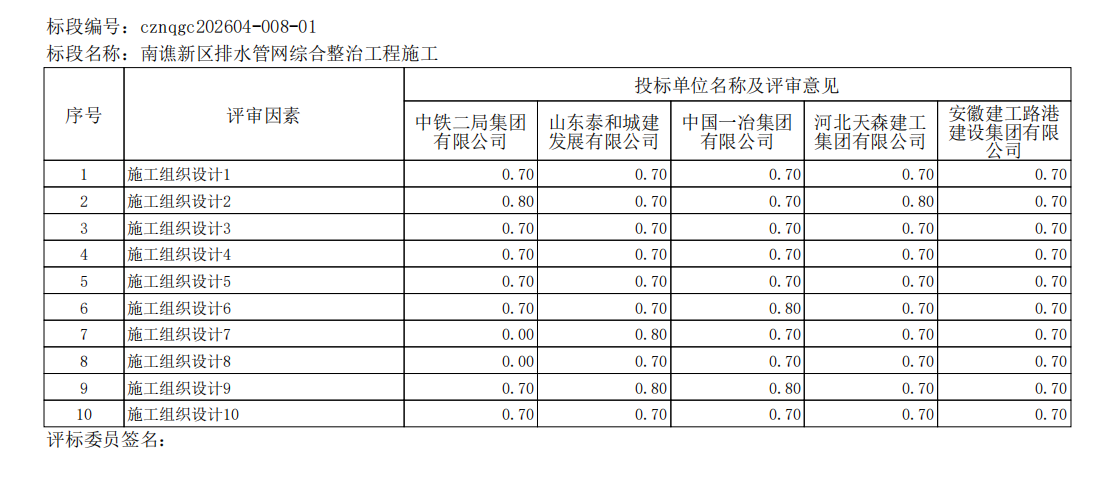 标段编号：cznqgc202604-008-01
标段名称：南谯新区排水管网综合整治工程施工
序号 评审因素 投标单位名称及评审意见
中铁二局集团有限公司 山东泰和城建发展有限公司 中国一冶集团有限公司 河北天森建工集团有限公司 安徽建工路港建设集团有限公司
1 施工组织设计1 0.70 0.70 0.70 0.70 0.70
2 施工组织设计2 0.80 0.70 0.70 0.80 0.70
3 施工组织设计3 0.70 0.70 0.70 0.70 0.70
4 施工组织设计4 0.70 0.70 0.70 0.70 0.70
5 施工组织设计5 0.70 0.70 0.70 0.70 0.70
6 施工组织设计6 0.70 0.70 0.80 0.70 0.70
7 施工组织设计7 0.00 0.80 0.70 0.70 0.70
8 施工组织设计8 0.00 0.70 0.70 0.70 0.70
9 施工组织设计9 0.70 0.80 0.80 0.70 0.70
10 施工组织设计10 0.70 0.70 0.70 0.70 0.70
评标委员签名：